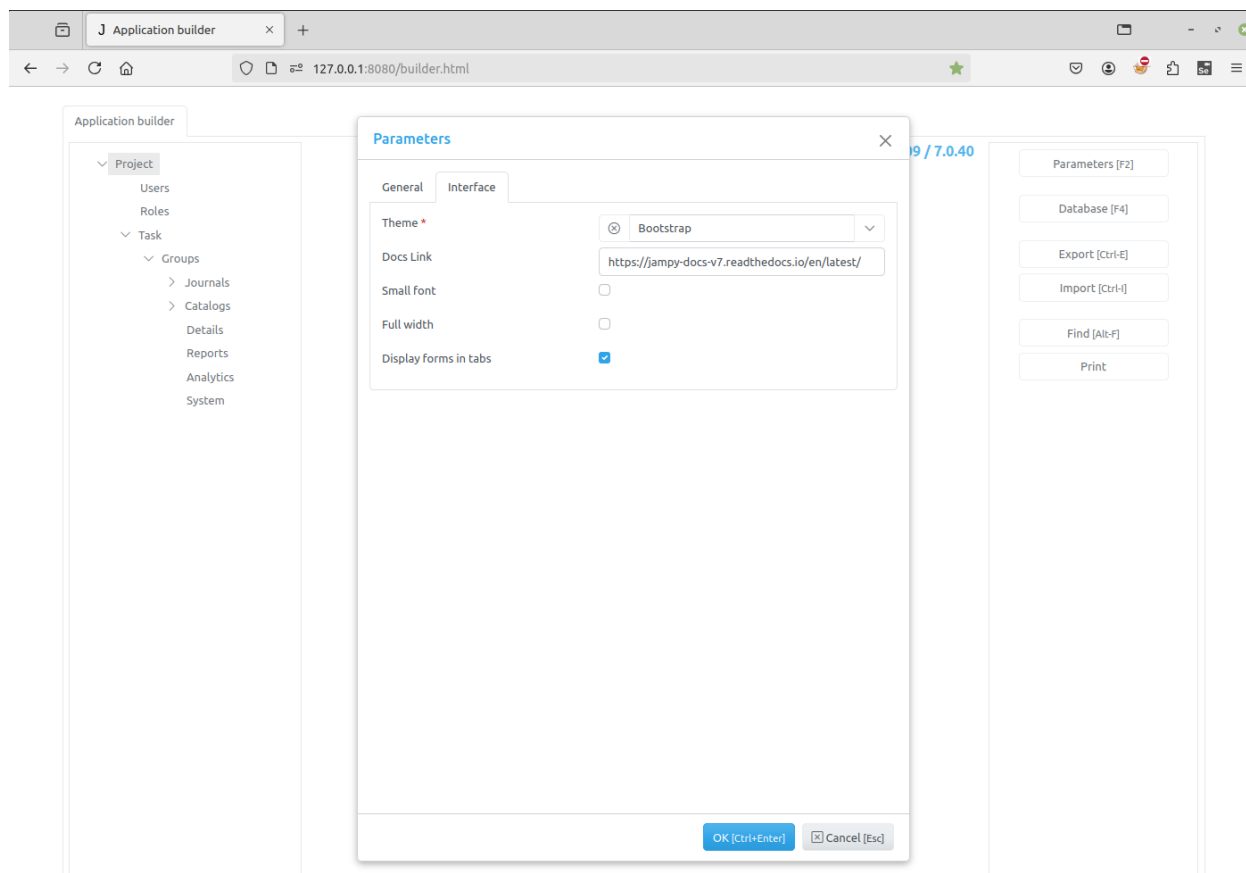 J Application builder
127.0.0.1:8080/builder.html
Se
Application builder
Project
Users
Roles
Task
Groups
Journals
Catalogs
Details
Reports
Analytics
System
Parameters
General Interface
Theme *
Bootstrap
Docs Link
https://jampy-docs-v7.readthedocs.io/en/latest/
Small font
Full width
Display forms in tabs
OK [Ctrl+Enter] Cancel [Esc]
/ 7.0.40
Parameters [F2]
Database [F4]
Export [Ctrl-E]
Import [Ctrl-I]
Find [Alt-F]
Print